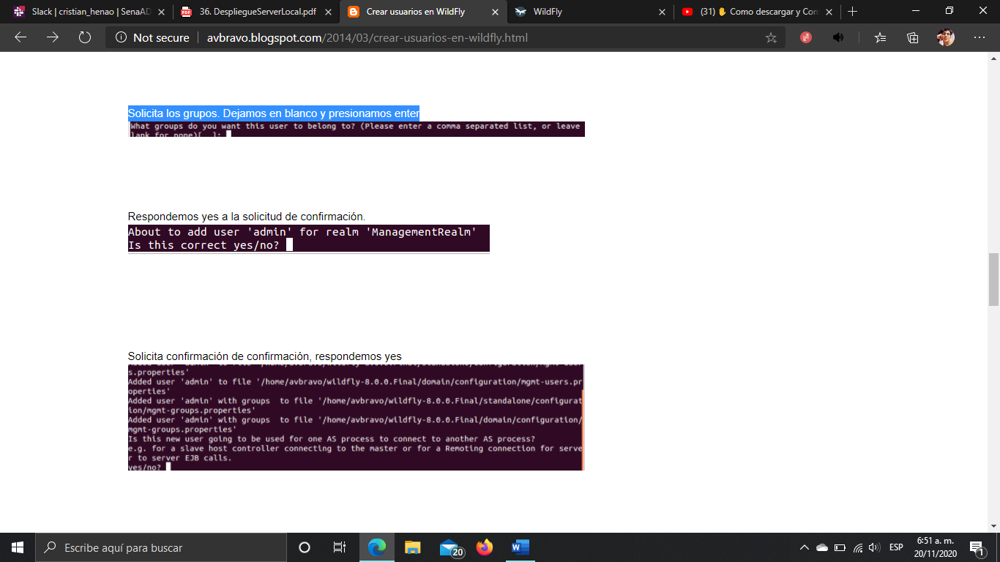 Slack | cristian_henao | SenaAD
36. DespliegueServerLocal.pdf
Crear usuarios en WildFly
WildFly
(31) ✋ Como descargar y Con
Not secure
avbravo.blogspot.com/2014/03/crear-usuarios-en-wildfly.html
Solicita los grupos. Dejamos en blanco y presionamos enter
What groups do you want this user to belong to? (Please enter a comma separated list, or leave
lank for none)[  ]:
Respondemos yes a la solicitud de confirmación.
About to add user 'admin' for realm 'ManagementRealm'
Is this correct yes/no?
Solicita confirmación de confirmación, respondemos yes
s.properties'
Added user 'admin' to file '/home/avbravo/wildfly-8.0.0.Final/domain/configuration/mgmt-users.pr
operties'
Added user 'admin' with groups  to file '/home/avbravo/wildfly-8.0.0.Final/standalone/configurat
ion/mgmt-groups.properties'
Added user 'admin' with groups  to file '/home/avbravo/wildfly-8.0.0.Final/domain/configuration/
mgmt-groups.properties'
Is this new user going to be used for one AS process to connect to another AS process?
e.g. for a slave host controller connecting to the master or for a Remoting connection for serve
r to server EJB calls.
yes/no?
Escribe aquí para buscar
20
ESP
6:51 a. m.
20/11/2020
1